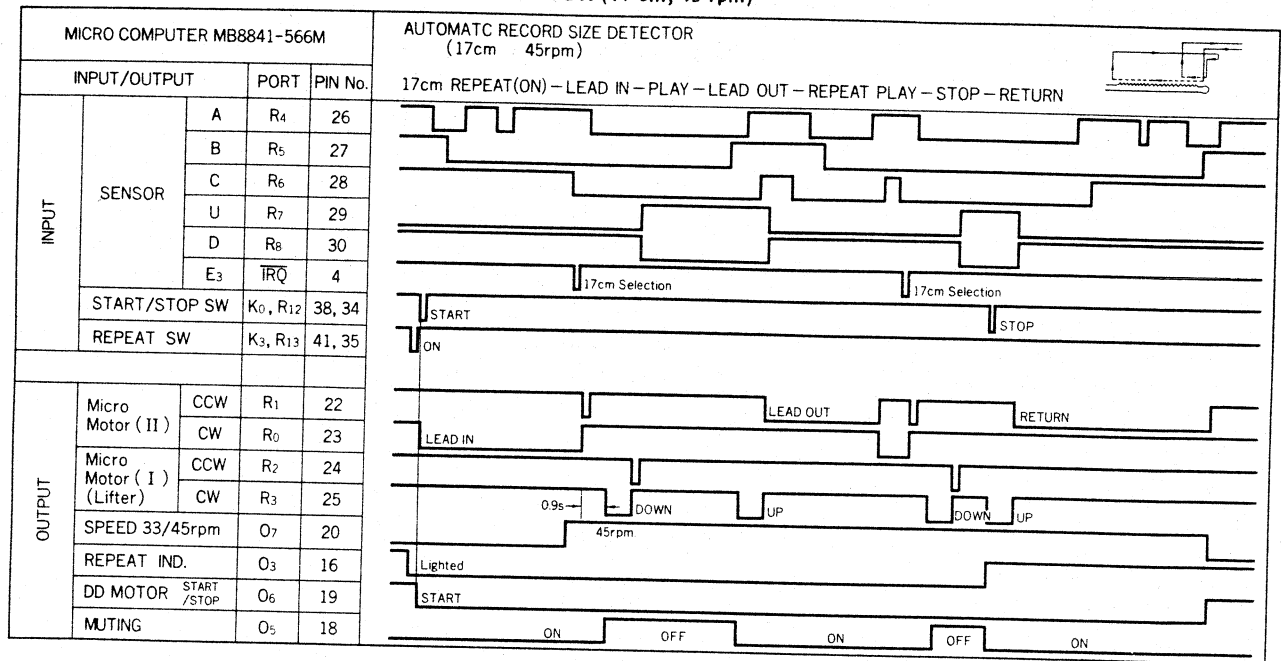 (17 cm, 45 rpm)
MICRO COMPUTER MB8841-566M
AUTOMATC RECORD SIZE DETECTOR
(17cm 45rpm)
INPUT/OUTPUT PORT PIN No.
17cm REPEAT(ON) – LEAD IN – PLAY – LEAD OUT – REPEAT PLAY – STOP – RETURN
INPUT
SENSOR
A R4 26
B R5 27
C R6 28
U R7 29
D R8 30
E3 IRQ 4
17cm Selection 17cm Selection
START/STOP SW K0, R12 38, 34
START STOP
REPEAT SW K3, R13 41, 35
ON
OUTPUT
Micro Motor (II)
CCW R1 22
LEAD OUT RETURN
CW R0 23
LEAD IN
Micro Motor (I) (Lifter)
CCW R2 24
CW R3 25
0.9s DOWN UP DOWN UP
SPEED 33/45rpm O7 20
45rpm
REPEAT IND. O3 16
Lighted
DD MOTOR START/STOP O6 19
START
MUTING O5 18
ON OFF ON OFF ON